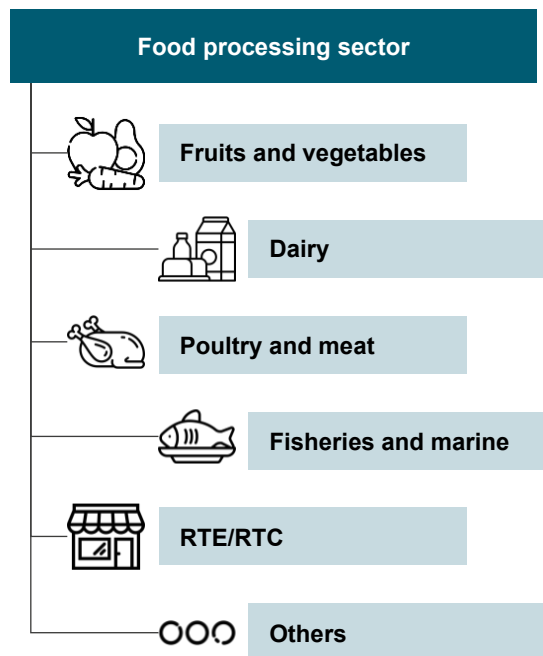 Food processing sector
Fruits and vegetables
Dairy
Poultry and meat
Fisheries and marine
RTE/RTC
Others